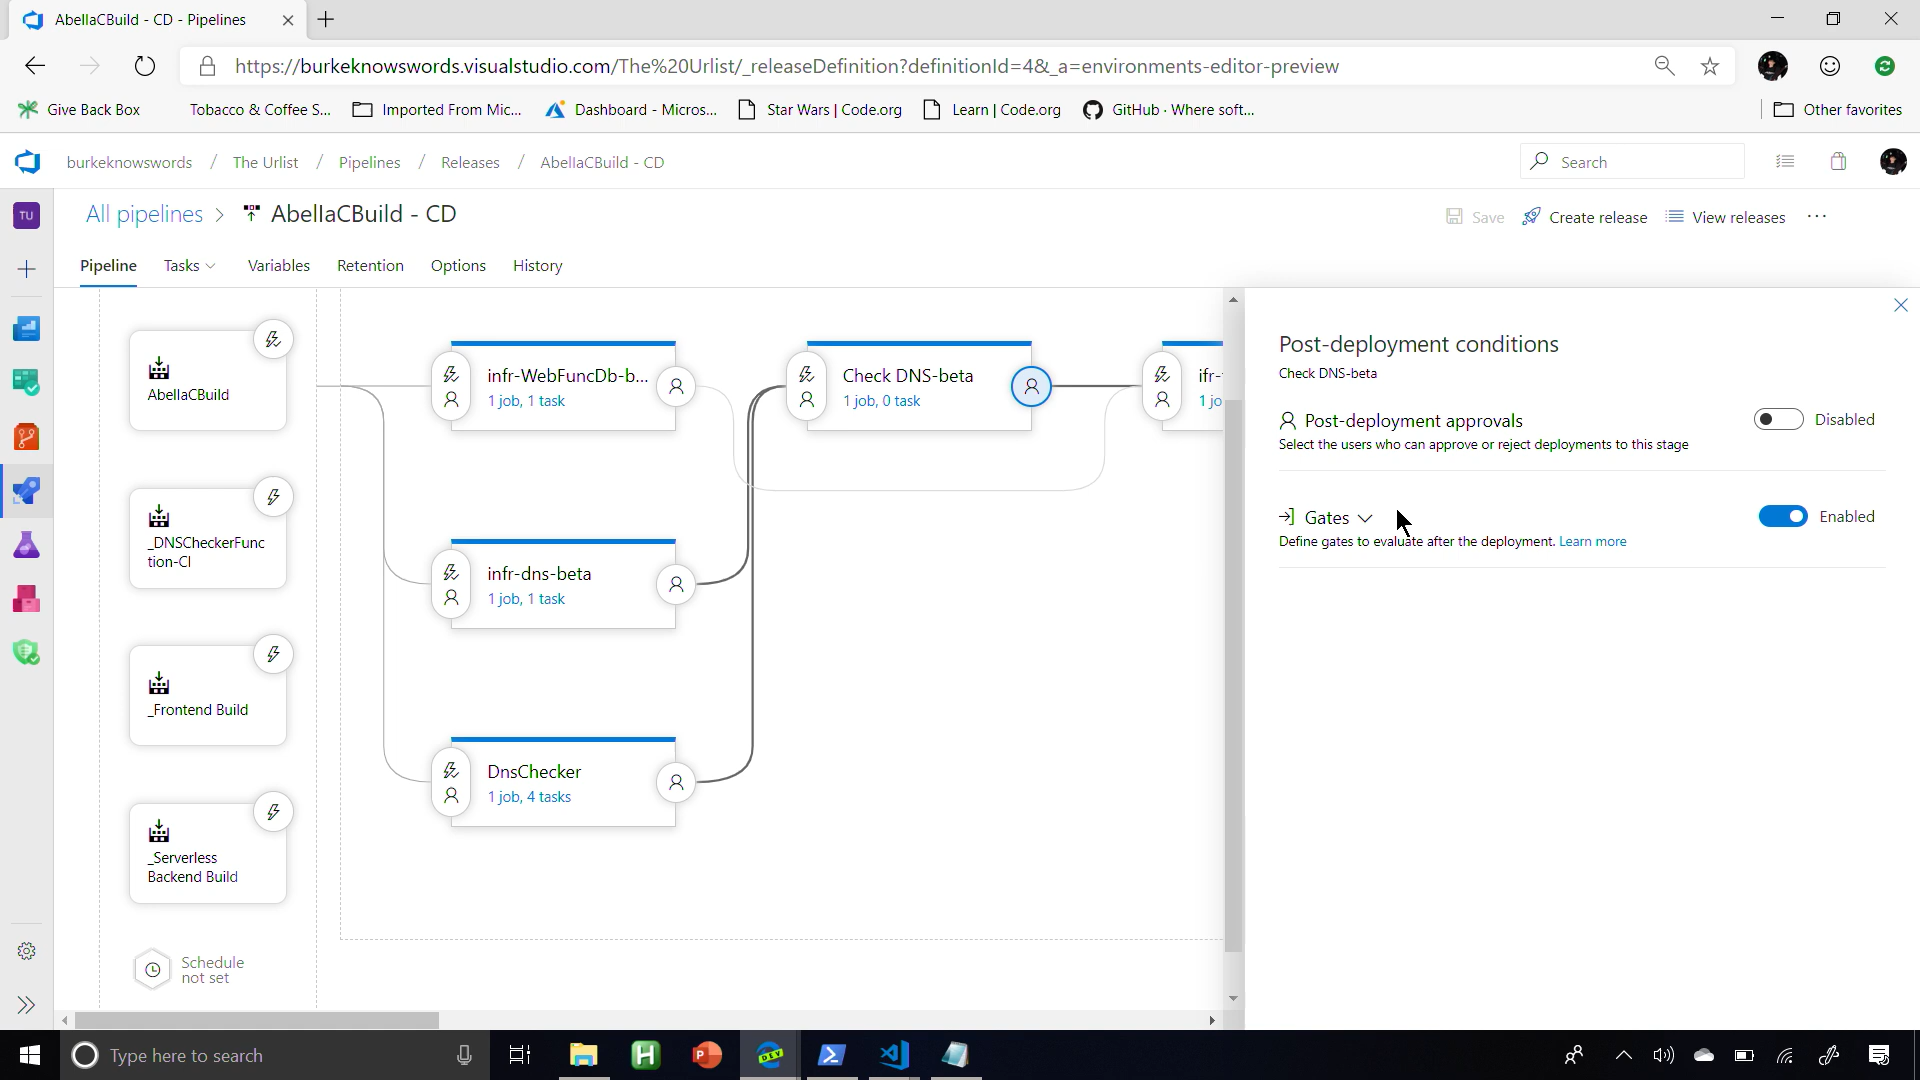 AbellaCBuild - CD - Pipelines
https://burkeknowswords.visualstudio.com/The%20Urlist/_releaseDefinition?definitionId=4&_a=environments-editor-preview
Give Back Box
Tobacco & Coffee S...
Imported From Mic...
Dashboard - Micros...
Star Wars | Code.org
Learn | Code.org
GitHub · Where soft...
Other favorites
burkeknowswords / The Urlist / Pipelines / Releases / AbellaCBuild - CD
Search
TU
All pipelines > AbellaCBuild - CD
Save
Create release
View releases
Pipeline
Tasks
Variables
Retention
Options
History
AbellaCBuild
_DNSCheckerFunc
tion-CI
_Frontend Build
_Serverless
Backend Build
Schedule
not set
infr-WebFuncDb-b...
1 job, 1 task
infr-dns-beta
1 job, 1 task
DnsChecker
1 job, 4 tasks
Check DNS-beta
1 job, 0 task
Post-deployment conditions
Check DNS-beta
Post-deployment approvals
Disabled
Select the users who can approve or reject deployments to this stage
Gates
Enabled
Define gates to evaluate after the deployment. Learn more
Type here to search
DEV